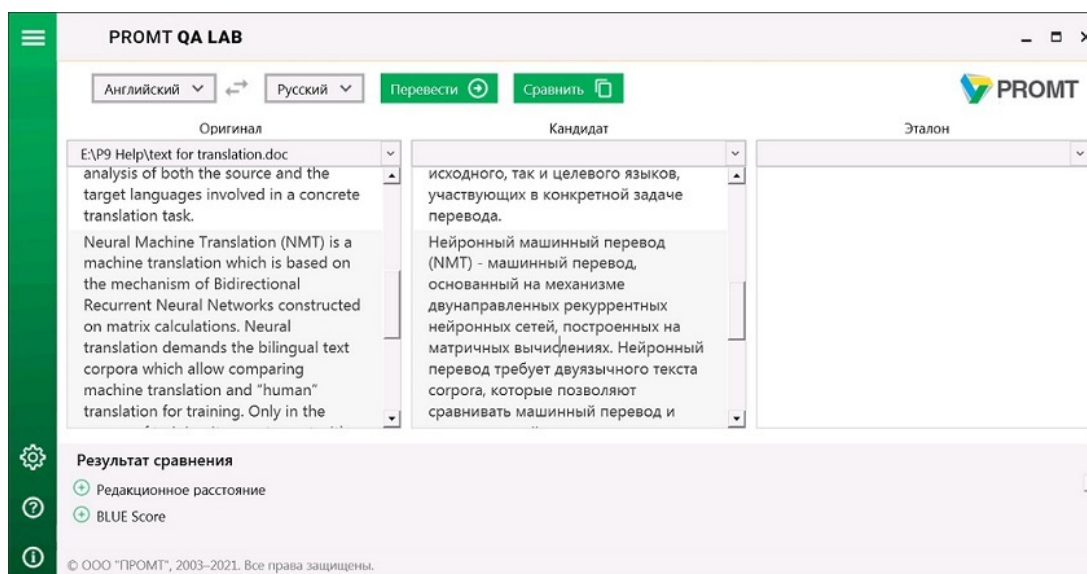 PROMT QA LAB
Английский
Русский
Перевести
Сравнить
PROMT
Оригинал
Кандидат
Эталон
E:\P9 Help\text for translation.doc
analysis of both the source and the
target languages involved in a concrete
translation task.
Neural Machine Translation (NMT) is a
machine translation which is based on
the mechanism of Bidirectional
Recurrent Neural Networks constructed
on matrix calculations. Neural
translation demands the bilingual text
corpora which allow comparing
machine translation and “human”
translation for training. Only in the
исходного, так и целевого языков,
участвующих в конкретной задаче
перевода.
Нейронный машинный перевод
(NMT) - машинный перевод,
основанный на механизме
двунаправленных рекуррентных
нейронных сетей, построенных на
матричных вычислениях. Нейронный
перевод требует двуязычного текста
corpora, которые позволяют
сравнивать машинный перевод и
Результат сравнения
Редакционное расстояние
BLUE Score
© ООО "ПРОМТ", 2003–2021. Все права защищены.